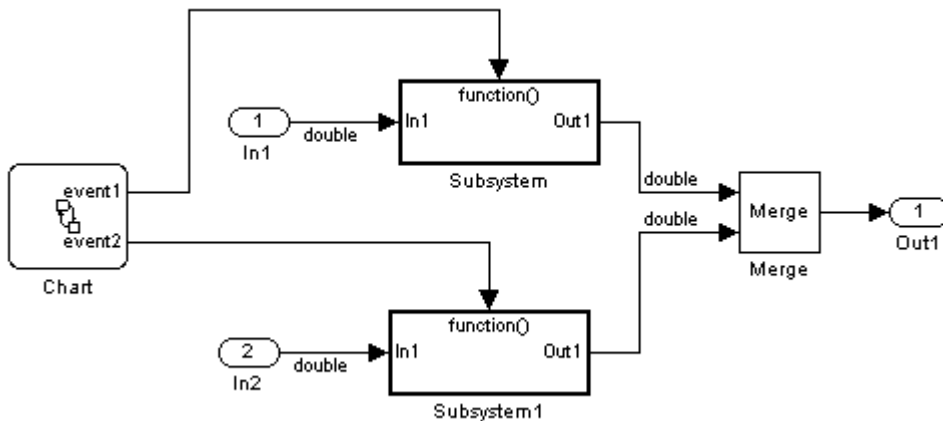 function()
1
In1
Out1
double
In1
Subsystem
event1
event2
Chart
double
double
Merge
Merge
1
Out1
function()
2
In1
Out1
double
In2
Subsystem1